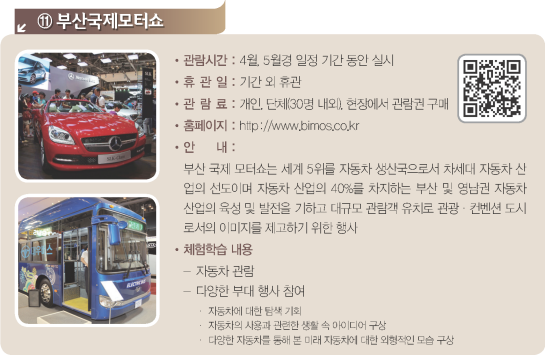 ⑪ 부산국제모터쇼
• 관람시간 : 4월, 5월경 일정 기간 동안 실시
• 휴 관 일 : 기간 외 휴관
• 관 람 료 : 개인, 단체(30명 내외), 현장에서 관람권 구매
• 홈페이지 : http://www.bimos.co.kr
• 안 내 :
부산 국제 모터쇼는 세계 5위를 자동차 생산국으로서 차세대 자동차 산
업의 선도이며 자동차 산업의 40%를 차지하는 부산 및 영남권 자동차
산업의 육성 및 발전을 기하고 대규모 관람객 유치로 관광·컨벤션 도시
로서의 이미지를 제고하기 위한 행사
• 체험학습 내용
– 자동차 관람
– 다양한 부대 행사 참여
· 자동차에 대한 탐색 기회
· 자동차의 사용과 관련한 생활 속 아이디어 구상
· 다양한 자동차를 통해 본 미래 자동차에 대한 외형적인 모습 구상